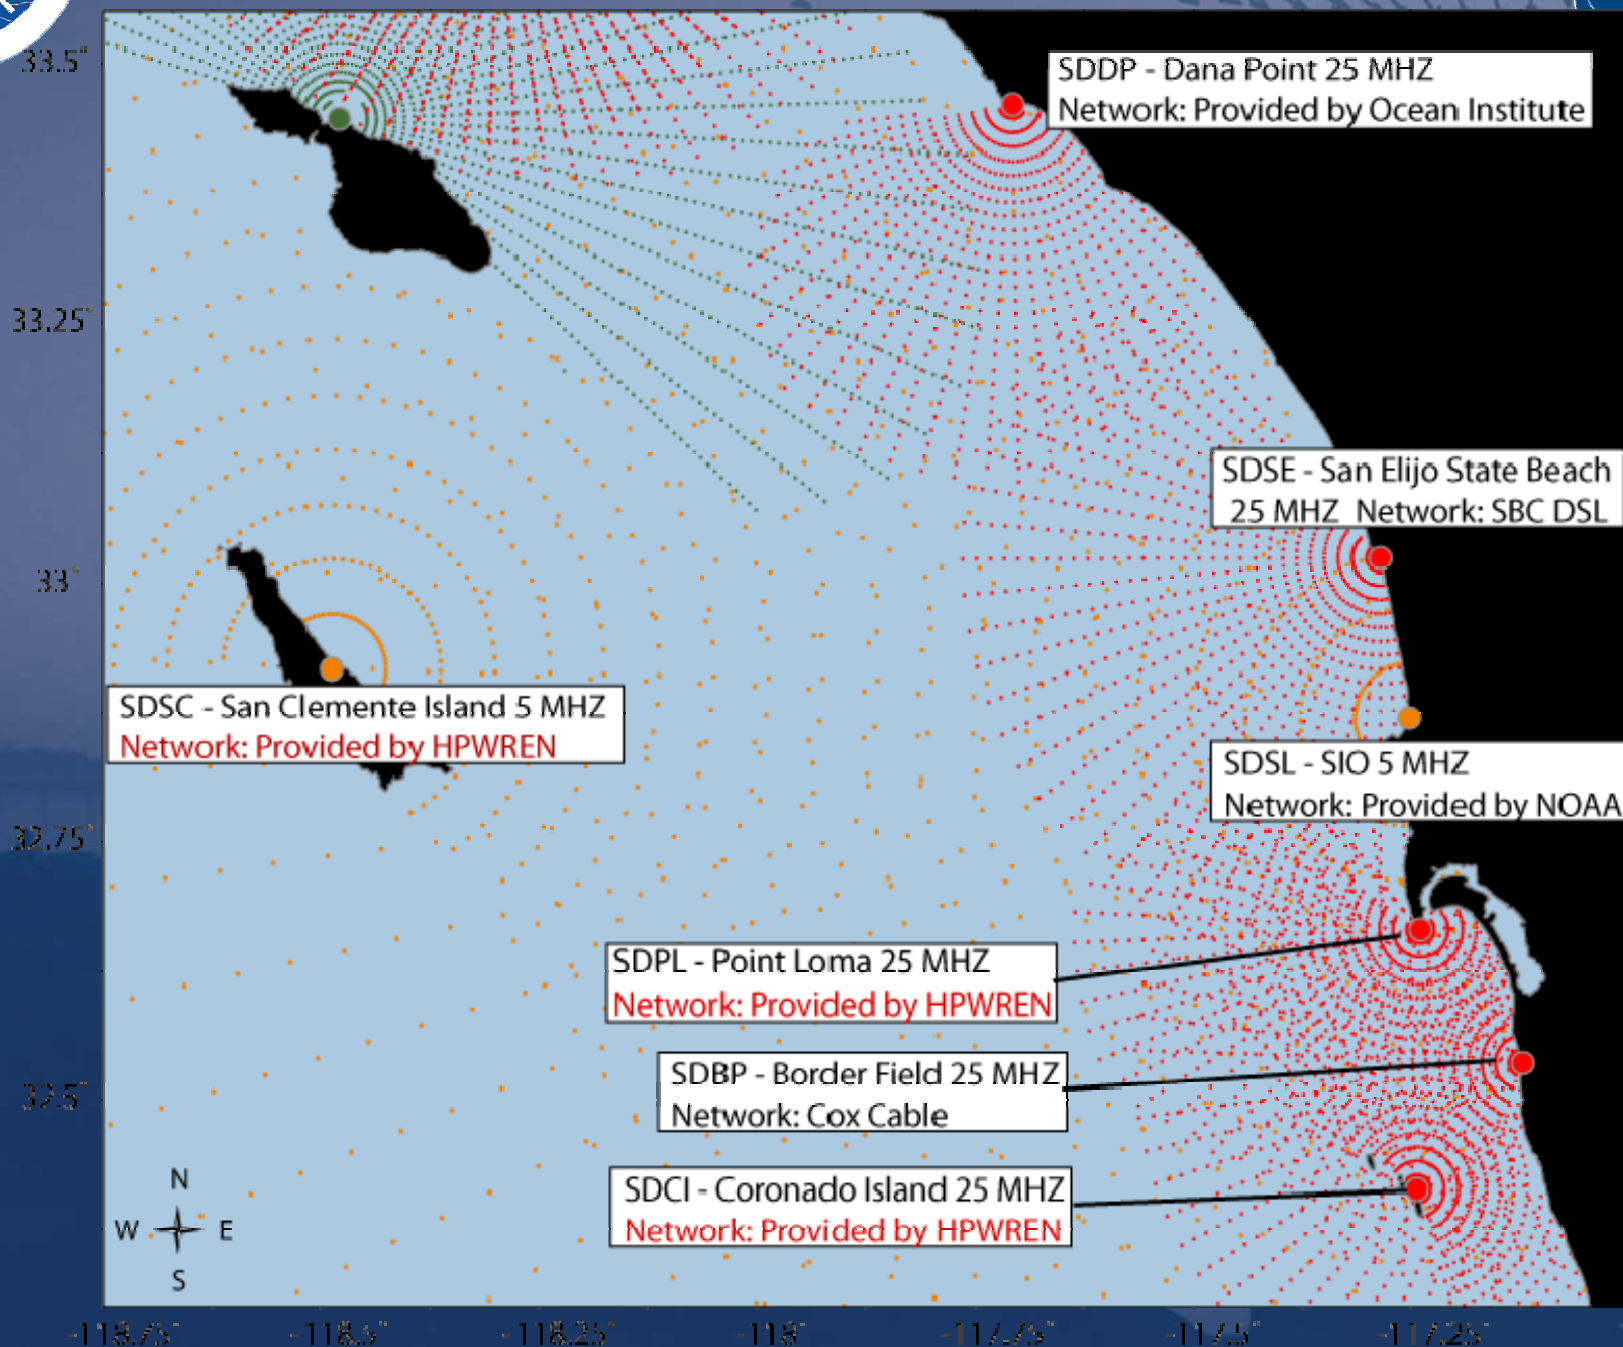 33.5°
SDDP - Dana Point 25 MHZ
Network: Provided by Ocean Institute
33.25°
SDSE - San Elijo State Beach
25 MHZ Network: SBC DSL
33°
SDSC - San Clemente Island 5 MHZ
Network: Provided by HPWREN
SDSL - SIO 5 MHZ
Network: Provided by NOAA
32.75°
SDPL - Point Loma 25 MHZ
Network: Provided by HPWREN
SDBP - Border Field 25 MHZ
Network: Cox Cable
32.5°
SDCI - Coronado Island 25 MHZ
Network: Provided by HPWREN
N
W E
S
-118.75° -118.5° -118.25° -118° -117.75° -117.5° -117.25°